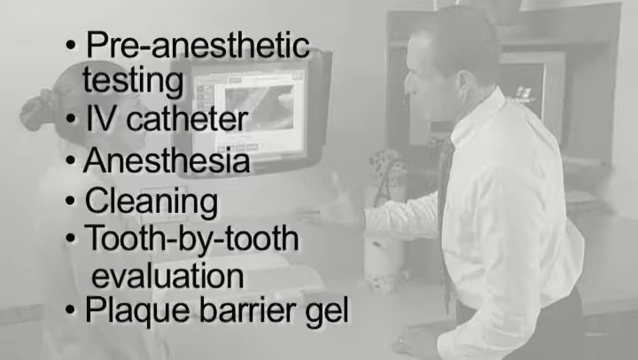 • Pre-anesthetic
testing
• IV catheter
• Anesthesia
• Cleaning
• Tooth-by-tooth
evaluation
• Plaque barrier gel